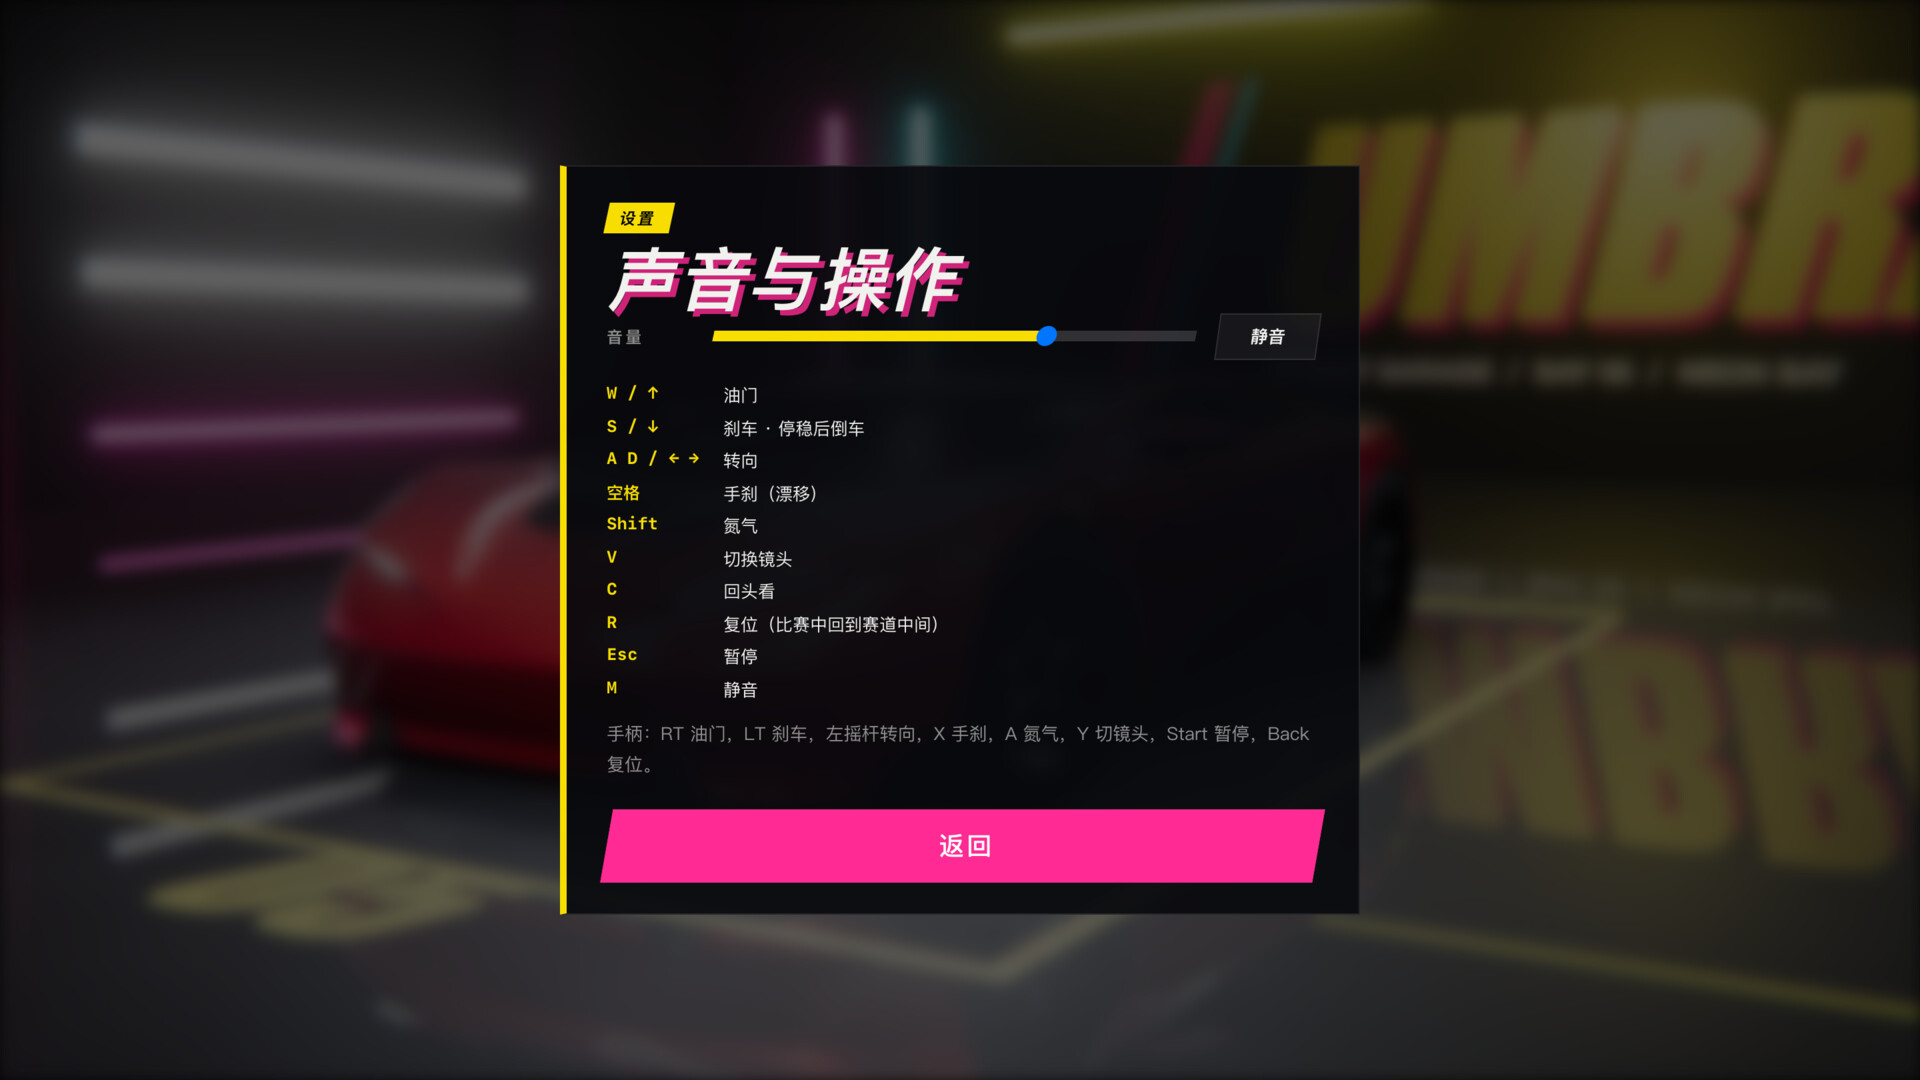 设置
声音与操作
音量
静音
W / ↑ 油门
S / ↓ 刹车 · 停稳后倒车
A D / ← → 转向
空格 手刹（漂移）
Shift 氮气
V 切换镜头
C 回头看
R 复位（比赛中回到赛道中间）
Esc 暂停
M 静音
手柄：RT 油门，LT 刹车，左摇杆转向，X 手刹，A 氮气，Y 切镜头，Start 暂停，Back
复位。
返回
UMBR